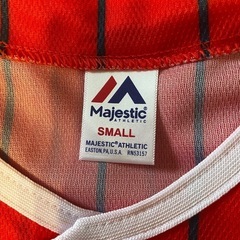 Majestic®
ATHLETIC
SMALL
MAJESTIC® ATHLETIC
EASTON, PA, U.S.A. RN53157